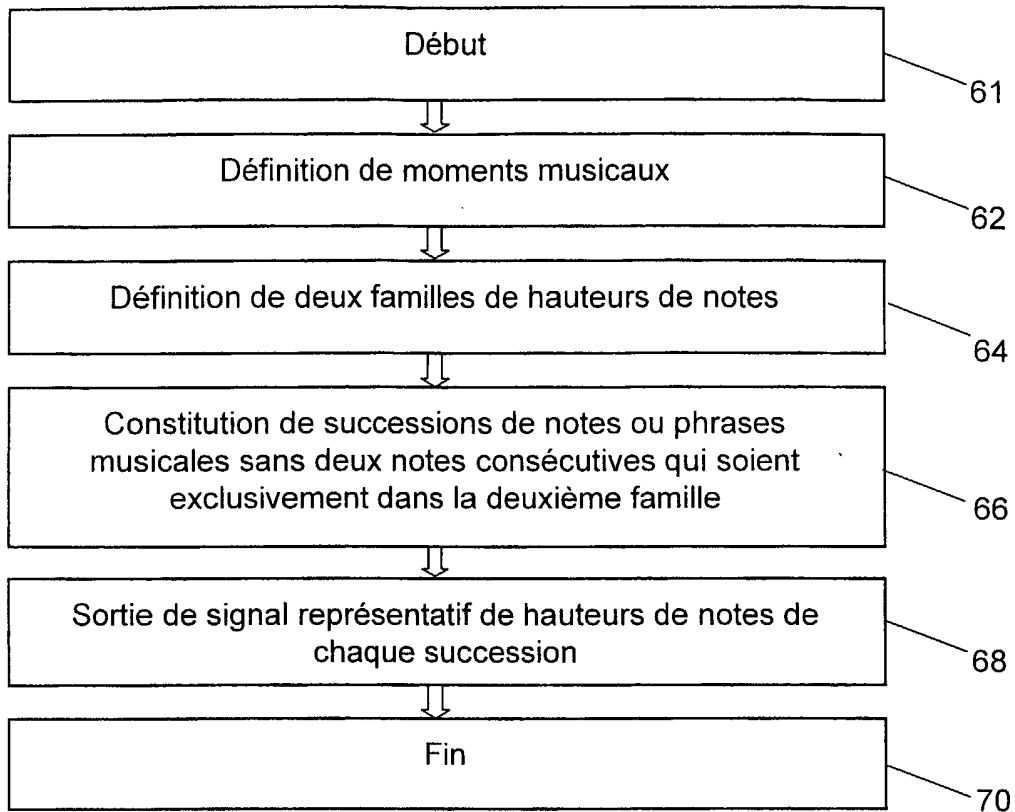 Début
61
Définition de moments musicaux
62
Définition de deux familles de hauteurs de notes
64
Constitution de successions de notes ou phrases
musicales sans deux notes consécutives qui soient
exclusivement dans la deuxième famille
66
Sortie de signal représentatif de hauteurs de notes de
chaque succession
68
Fin
70